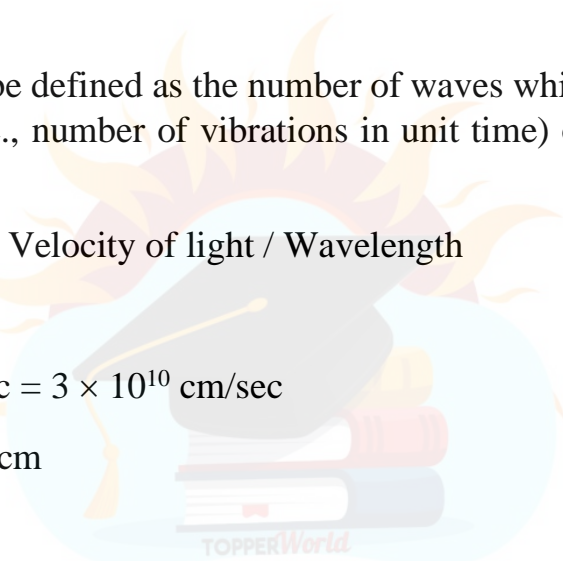 be defined as the number of waves whi
., number of vibrations in unit time)
Velocity of light / Wavelength
c = 3 × 10¹⁰ cm/sec
cm
TOPPERWorld